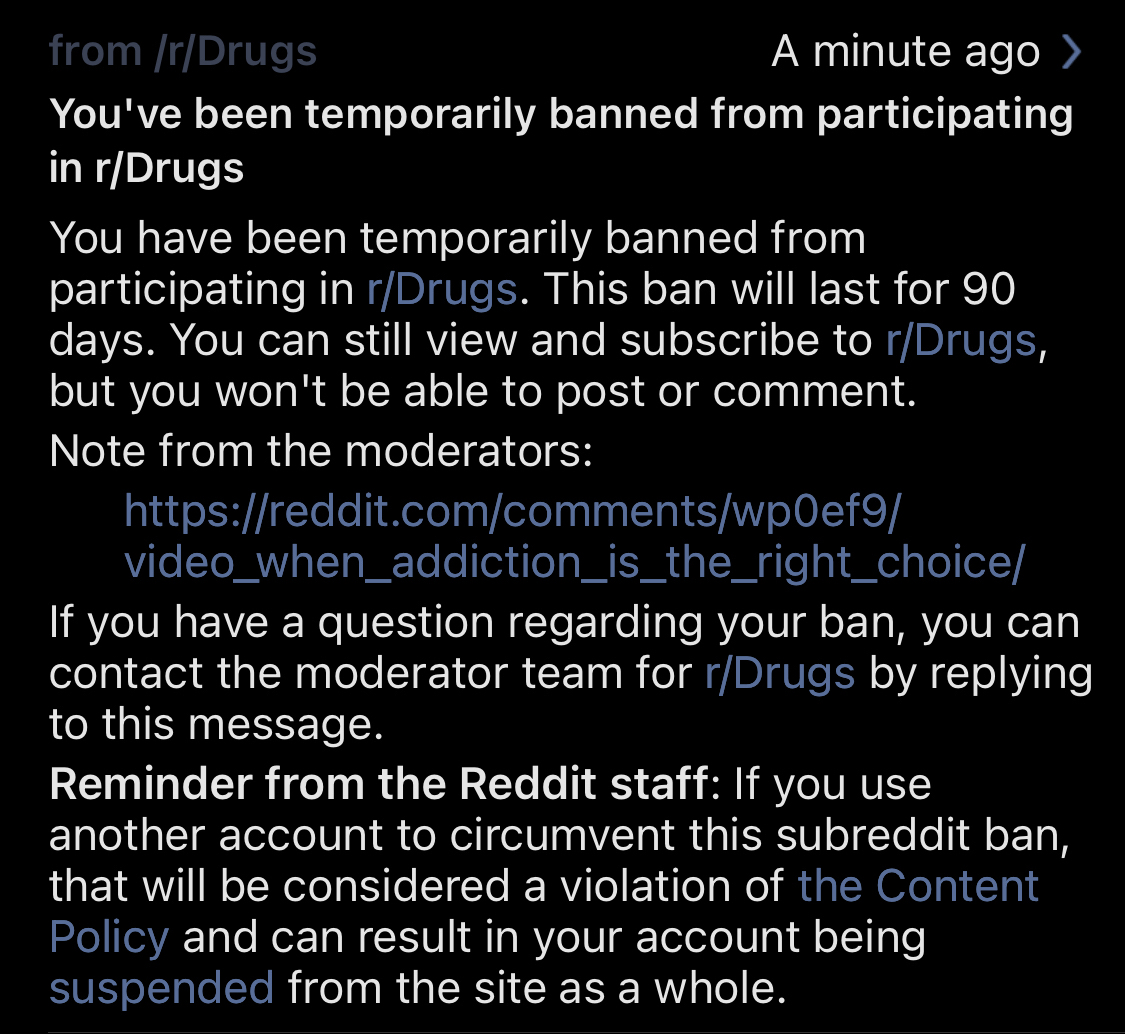 from /r/Drugs A minute ago
You've been temporarily banned from participating
in r/Drugs
You have been temporarily banned from
participating in r/Drugs. This ban will last for 90
days. You can still view and subscribe to r/Drugs,
but you won't be able to post or comment.
Note from the moderators:
https://reddit.com/comments/wp0ef9/
video_when_addiction_is_the_right_choice/
If you have a question regarding your ban, you can
contact the moderator team for r/Drugs by replying
to this message.
Reminder from the Reddit staff: If you use
another account to circumvent this subreddit ban,
that will be considered a violation of the Content
Policy and can result in your account being
suspended from the site as a whole.